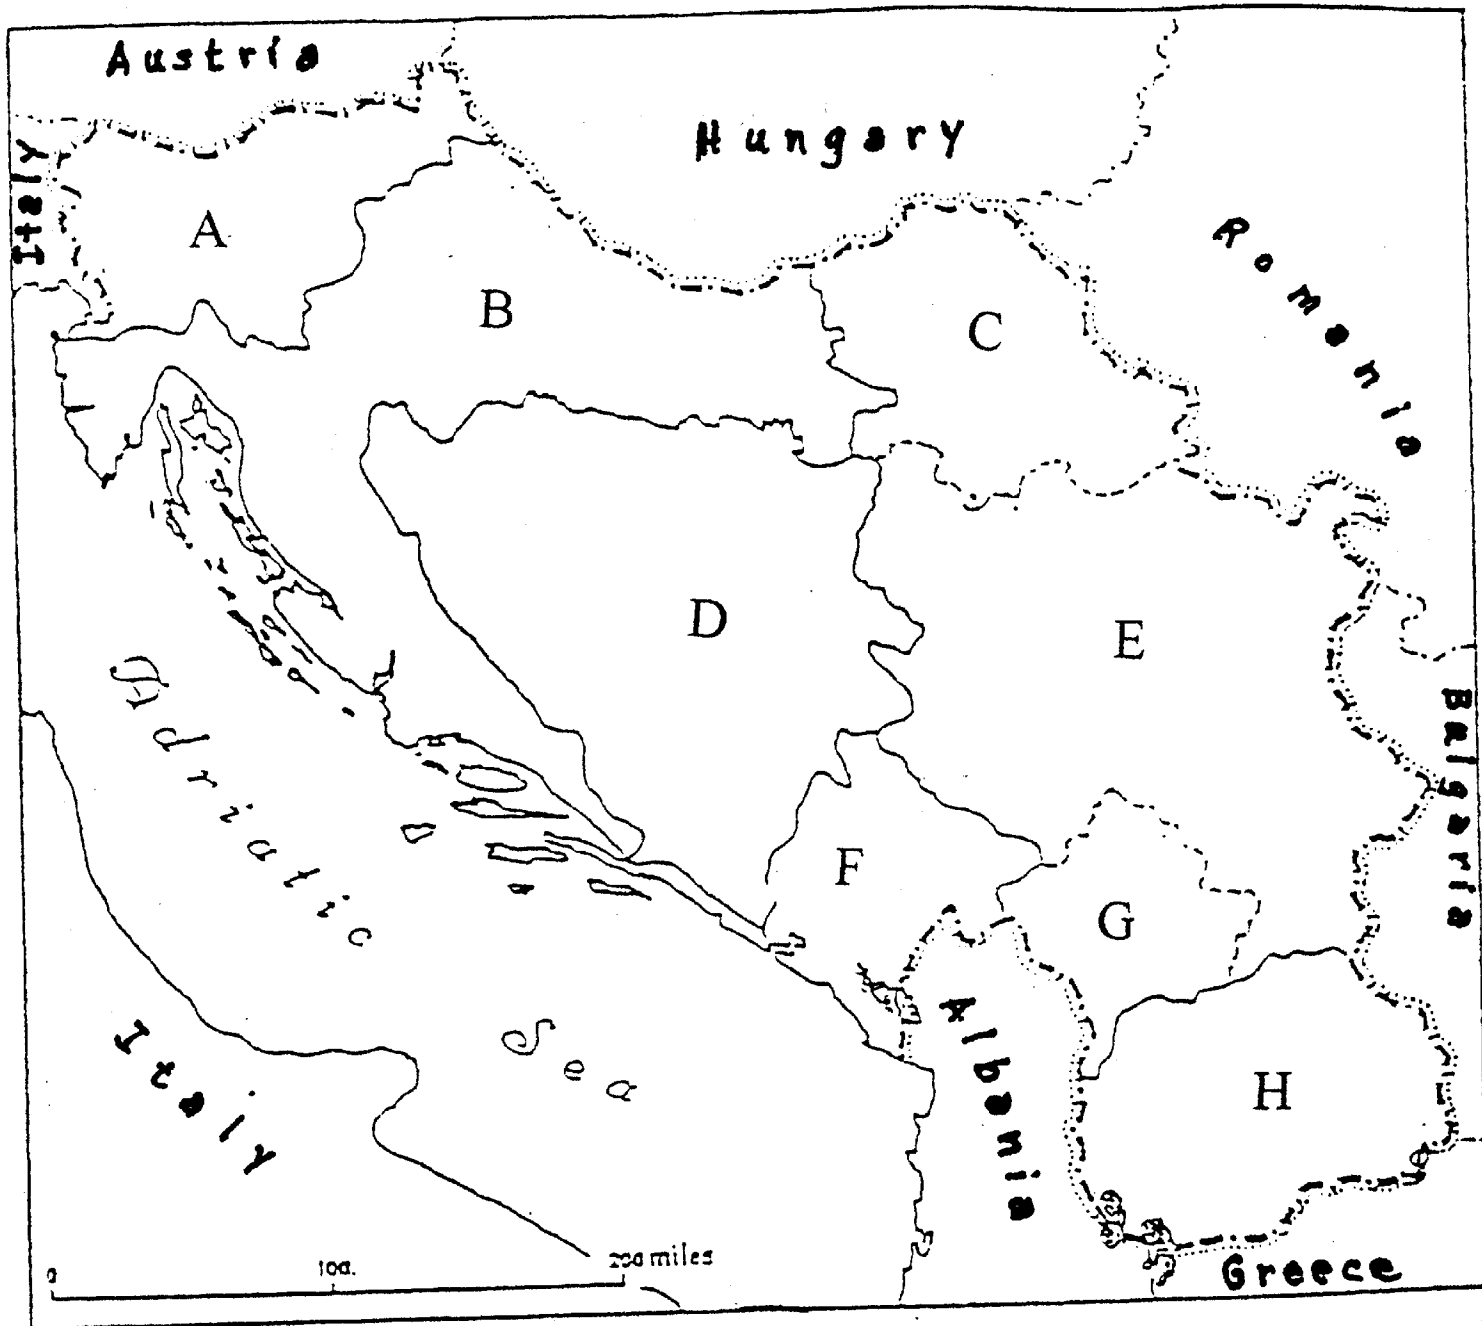 Austria
Hungary
Italy
Romania
A
B
C
D
E
Bulgaria
Adriatic
Sea
F
G
Albania
H
Italy
Greece
0 100. 200 miles